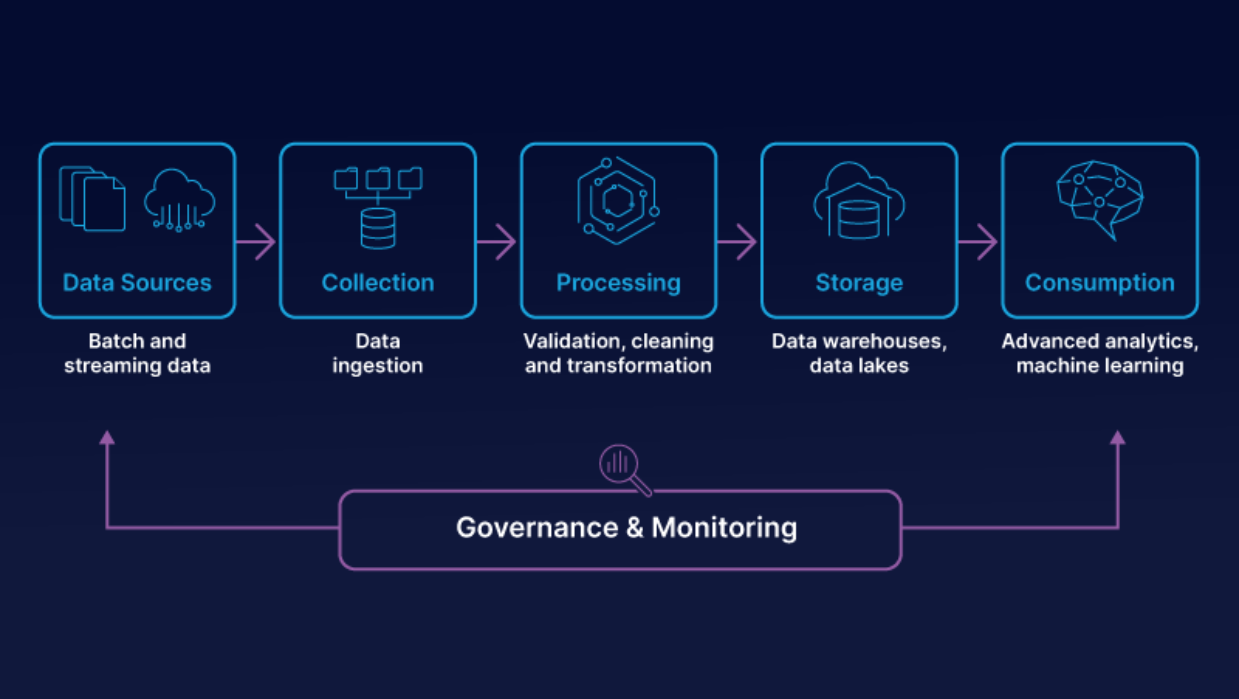 Data Sources
Batch and
streaming data
Collection
Data
ingestion
Processing
Validation, cleaning
and transformation
Storage
Data warehouses,
data lakes
Consumption
Advanced analytics,
machine learning
Governance & Monitoring